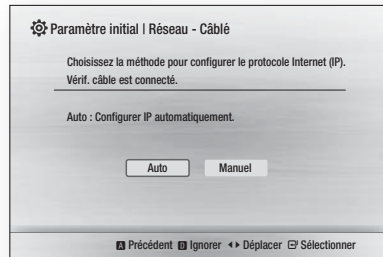 Paramètre initial | Réseau - Câblé
Choisissez la méthode pour configurer le protocole Internet (IP).
Vérif. câble est connecté.
Auto : Configurer IP automatiquement.
Auto Manuel
A Précédent D Ignorer Déplacer Sélectionner